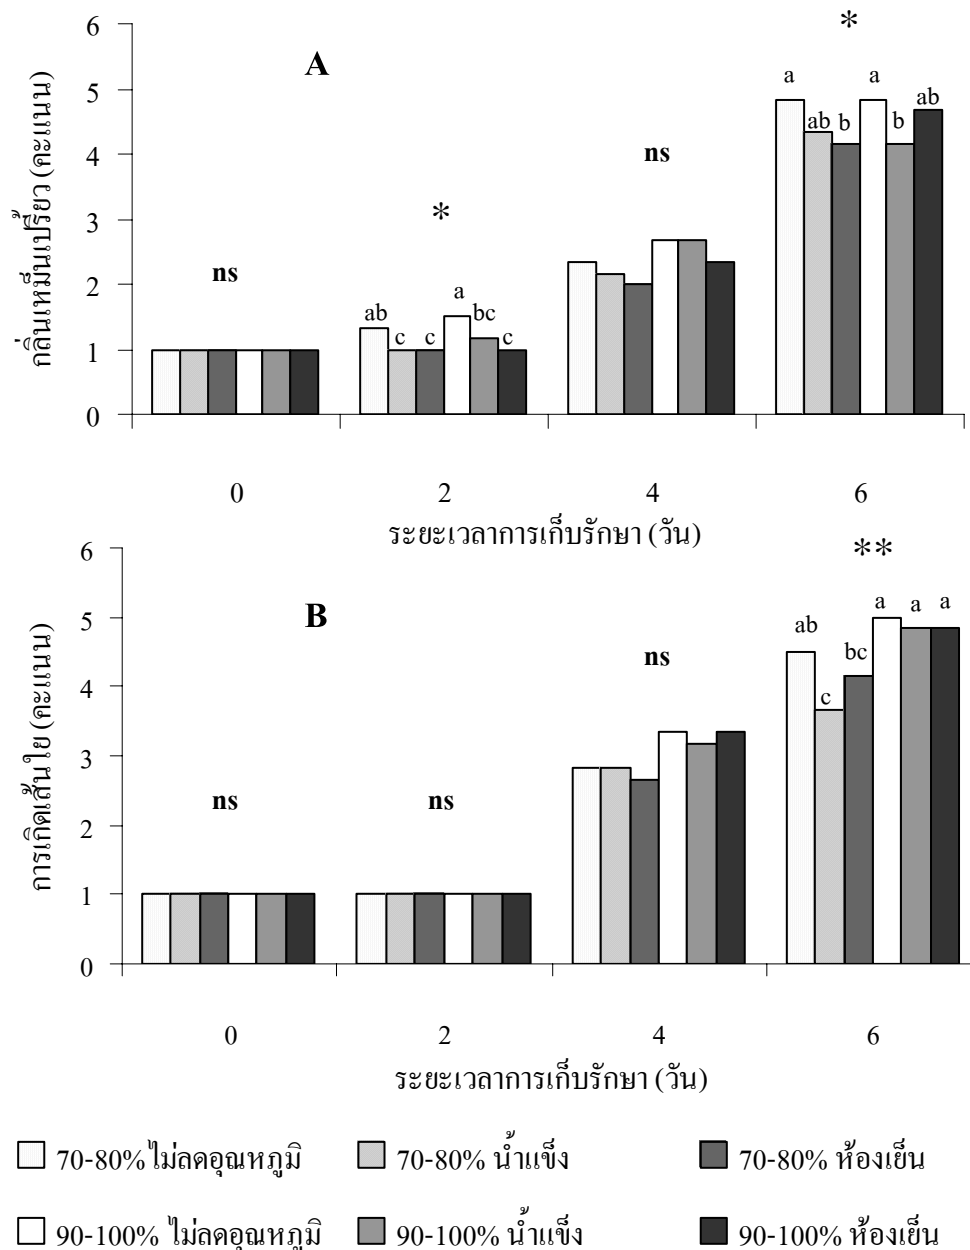 6
*
A
a
a
ab
5
ab
b
b
4
ns
3
*
ns
2
a
ab
bc
c
c
c
1
0
กลิ่นเหม็นเปรี้ยว (คะแนน)
0
2
4
6
ระยะเวลาการเก็บรักษา (วัน)
6
**
B
a
a
a
ab
5
bc
ns
4
c
3
ns
ns
2
1
0
การเกิดเส้นใย (คะแนน)
0
2
4
6
ระยะเวลาการเก็บรักษา (วัน)
70-80% ไม่ลดอุณหภูมิ
70-80% น้ำแข็ง
70-80% ห้องเย็น
90-100% ไม่ลดอุณหภูมิ
90-100% น้ำแข็ง
90-100% ห้องเย็น